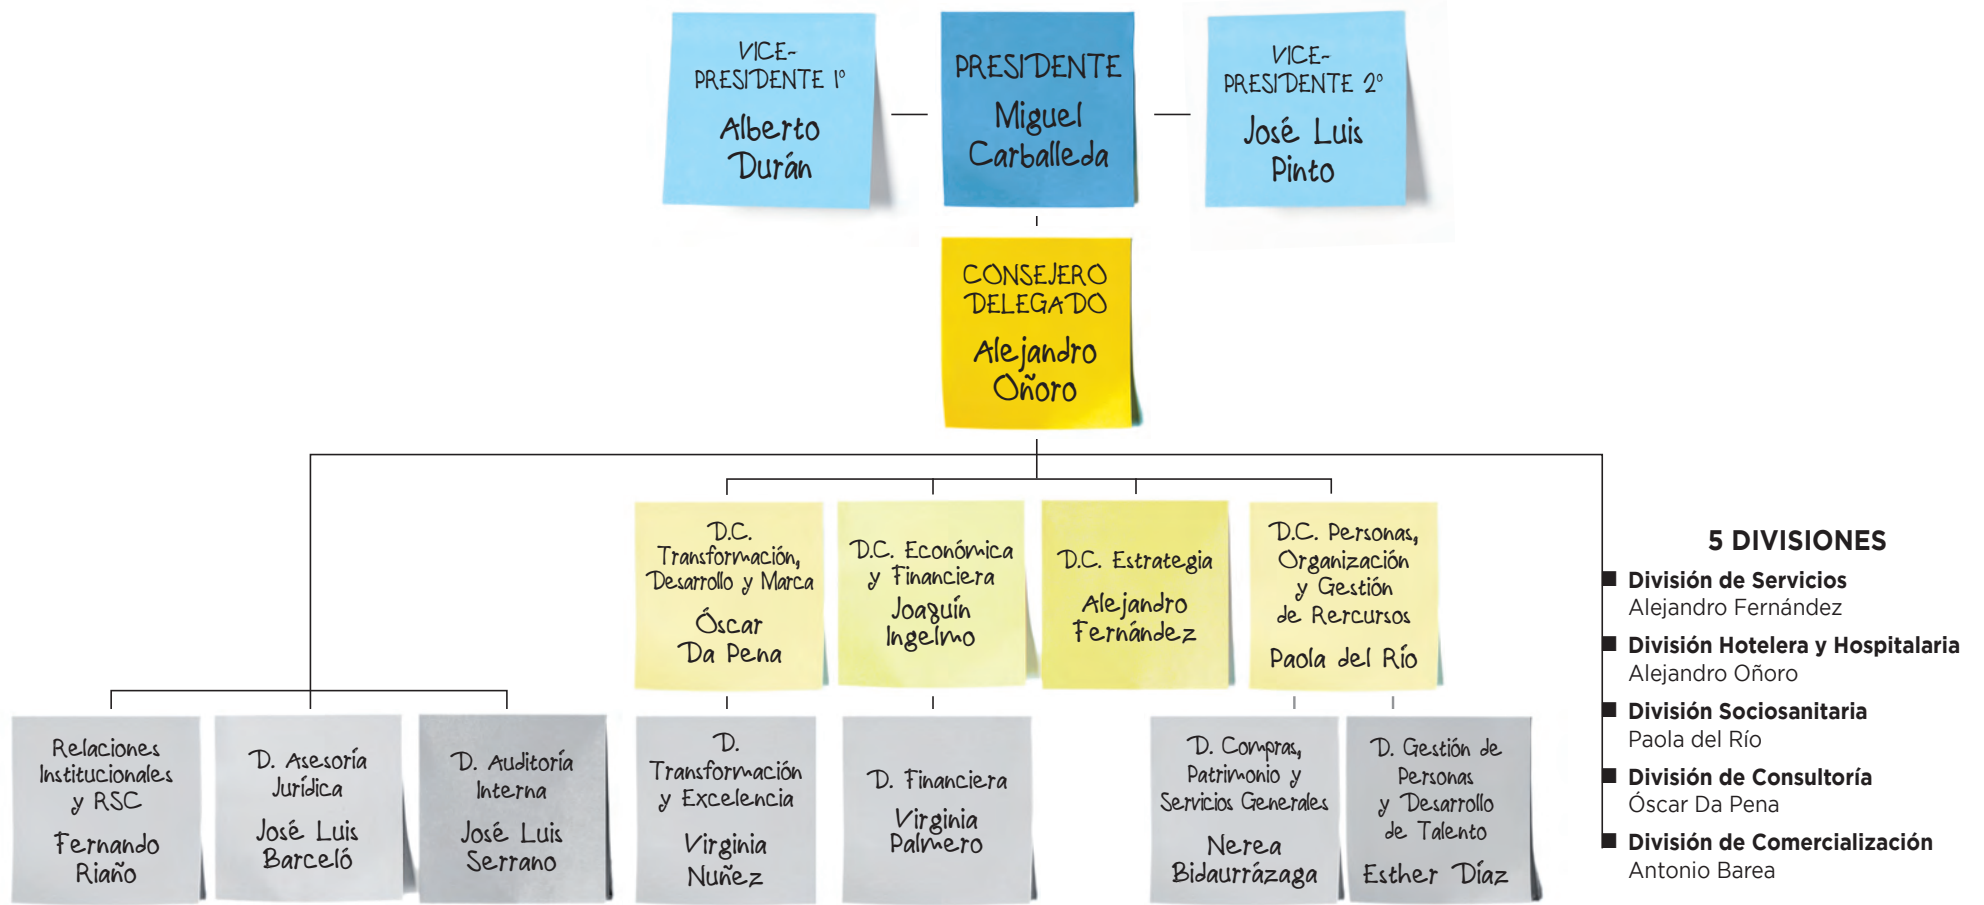 VICE-
PRESIDENTE 1º
Alberto
Durán
PRESIDENTE
Miguel
Carballeda
VICE-
PRESIDENTE 2º
José Luis
Pinto
CONSEJERO
DELEGADO
Alejandro
Oñoro
D.C.
Transformación,
Desarrollo y Marca
Óscar
Da Pena
D.C. Económica
y Financiera
Joaquín
Ingelmo
D.C. Estrategia
Alejandro
Fernández
D.C. Personas,
Organización
y Gestión
de Rercursos
Paola del Río
Relaciones
Institucionales
y RSC
Fernando
Riaño
D. Asesoría
Jurídica
José Luis
Barceló
D. Auditoría
Interna
José Luis
Serrano
D.
Transformación
y Excelencia
Virginia
Nuñez
D. Financiera
Virginia
Palmero
D. Compras,
Patrimonio y
Servicios Generales
Nerea
Bidaurrázaga
D. Gestión de
Personas
y Desarrollo
de Talento
Esther Díaz
5 DIVISIONES
División de Servicios
Alejandro Fernández
División Hotelera y Hospitalaria
Alejandro Oñoro
División Sociosanitaria
Paola del Río
División de Consultoría
Óscar Da Pena
División de Comercialización
Antonio Barea